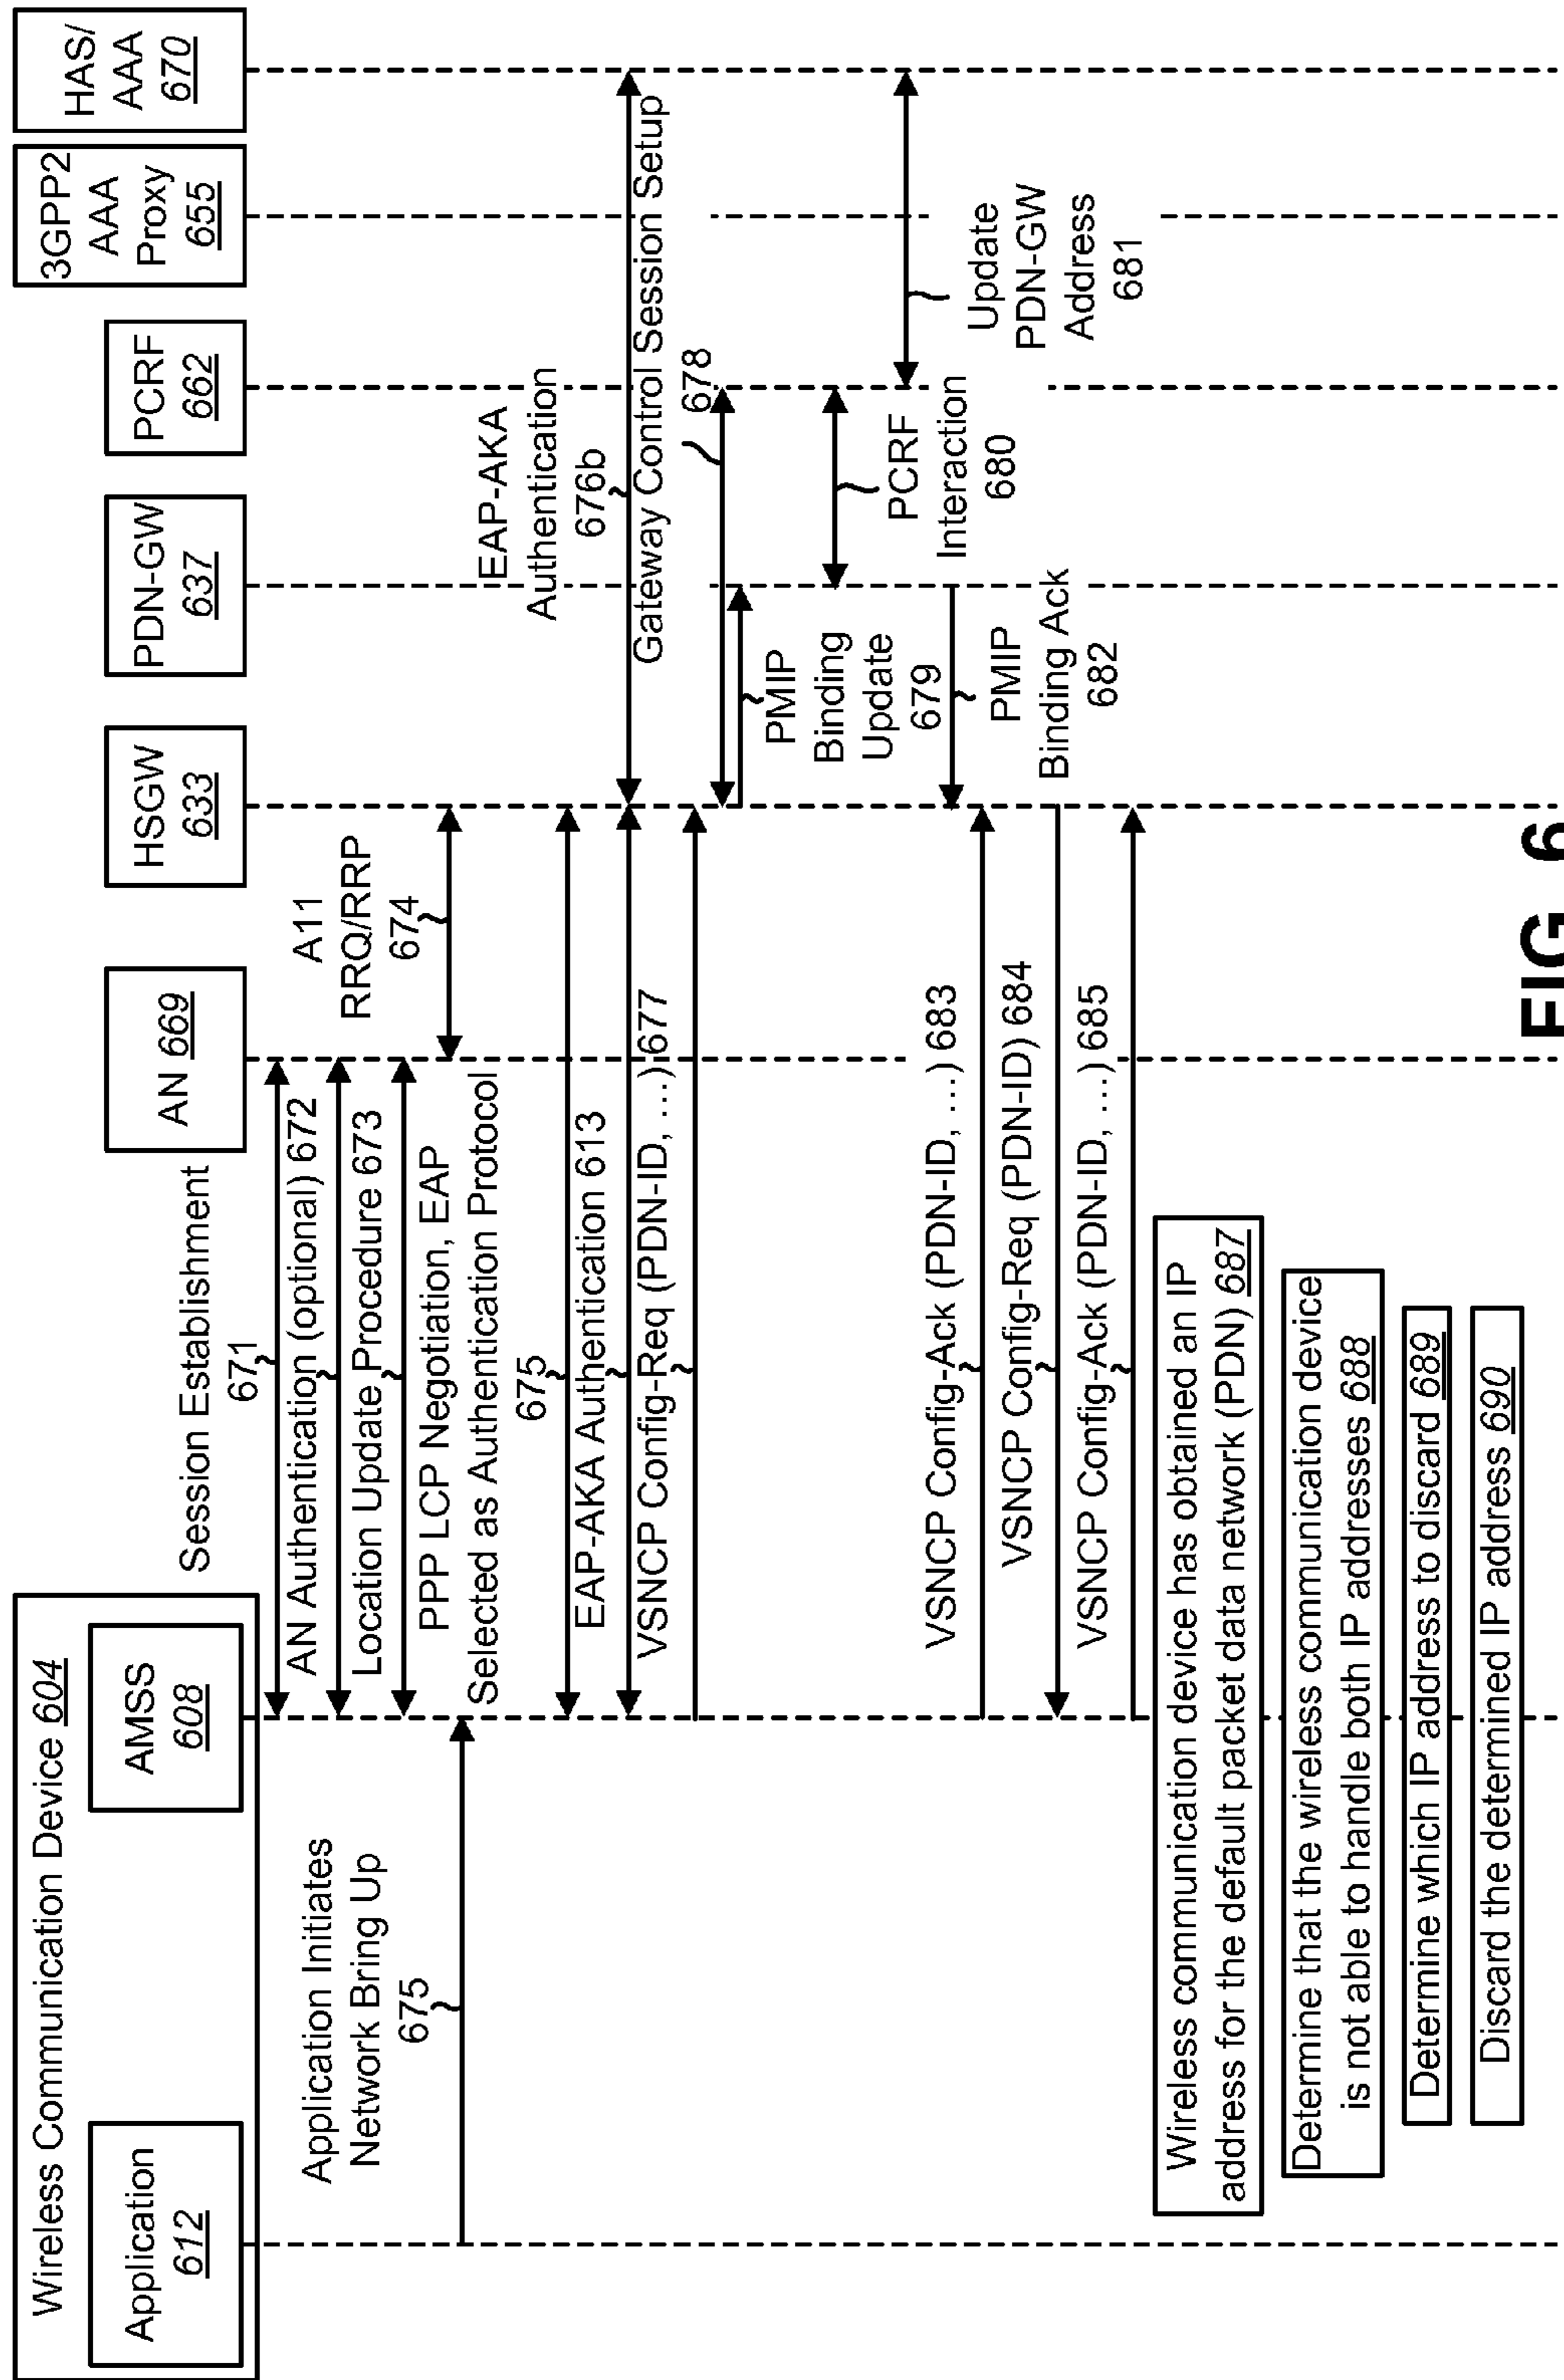 Wireless Communication Device 604
Application
612
AMSS
608
AN 669
HSGW
633
PDN-GW
637
PCRF
662
3GPP2
AAA
Proxy
655
HAS/
AAA
670
Session Establishment
671
AN Authentication (optional) 672
Location Update Procedure 673
A11
RRQ/RRP
674
Application Initiates
Network Bring Up
675
PPP LCP Negotiation, EAP
Selected as Authentication Protocol
675
EAP-AKA Authentication 613
EAP-AKA
Authentication
676b
VSNCP Config-Req (PDN-ID, ...) 677
Gateway Control Session Setup
678
PMIP
Binding
Update
679
PCRF
Interaction
680
Update
PDN-GW
Address
681
PMIP
Binding Ack
682
VSNCP Config-Ack (PDN-ID, ...) 683
VSNCP Config-Req (PDN-ID) 684
VSNCP Config-Ack (PDN-ID, ...) 685
Wireless communication device has obtained an IP
address for the default packet data network (PDN) 687
Determine that the wireless communication device
is not able to handle both IP addresses 688
Determine which IP address to discard 689
Discard the determined IP address 690
FIG. 6